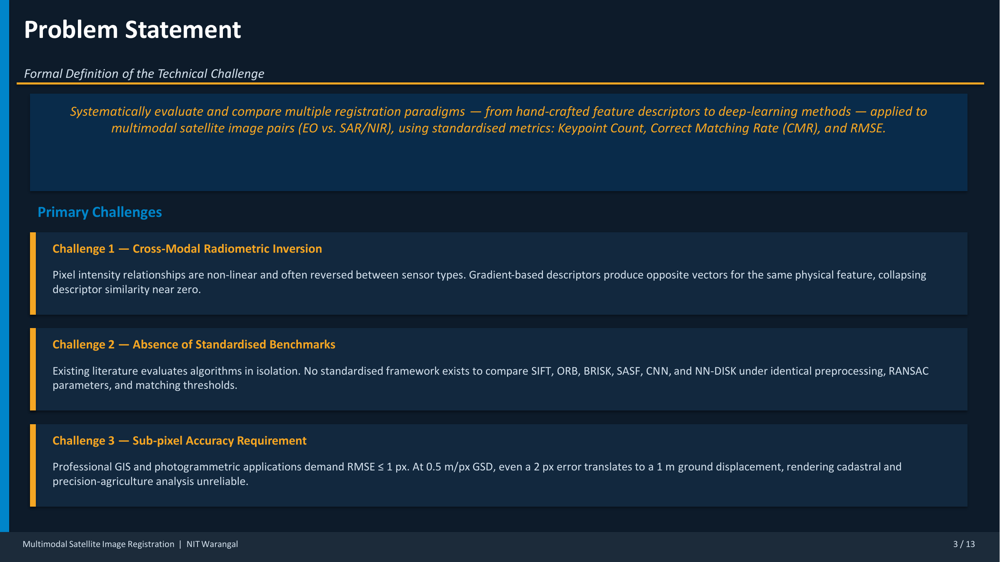 Problem Statement
Formal Definition of the Technical Challenge
Systematically evaluate and compare multiple registration paradigms — from hand-crafted feature descriptors to deep-learning methods — applied to
multimodal satellite image pairs (EO vs. SAR/NIR), using standardised metrics: Keypoint Count, Correct Matching Rate (CMR), and RMSE.
Primary Challenges
Challenge 1 — Cross-Modal Radiometric Inversion
Pixel intensity relationships are non-linear and often reversed between sensor types. Gradient-based descriptors produce opposite vectors for the same physical feature, collapsing
descriptor similarity near zero.
Challenge 2 — Absence of Standardised Benchmarks
Existing literature evaluates algorithms in isolation. No standardised framework exists to compare SIFT, ORB, BRISK, SASF, CNN, and NN-DISK under identical preprocessing, RANSAC
parameters, and matching thresholds.
Challenge 3 — Sub-pixel Accuracy Requirement
Professional GIS and photogrammetric applications demand RMSE ≤ 1 px. At 0.5 m/px GSD, even a 2 px error translates to a 1 m ground displacement, rendering cadastral and
precision-agriculture analysis unreliable.
Multimodal Satellite Image Registration | NIT Warangal
3 / 13